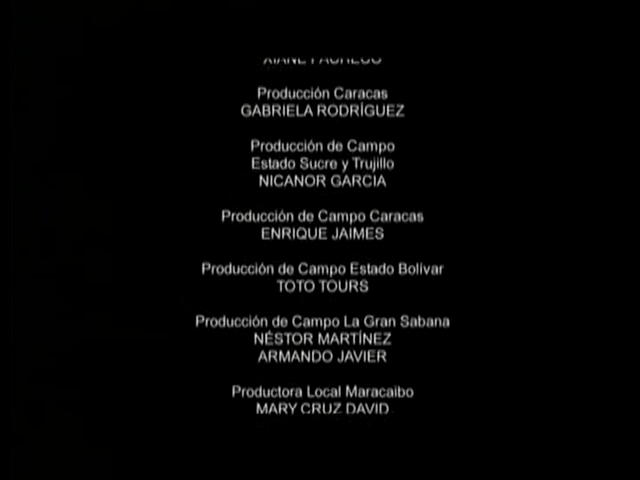 Producción Caracas
GABRIELA RODRÍGUEZ
Producción de Campo
Estado Sucre y Trujillo
NICANOR GARCIA
Producción de Campo Caracas
ENRIQUE JAIMES
Producción de Campo Estado Bolívar
TOTO TOURS
Producción de Campo La Gran Sabana
NÉSTOR MARTÍNEZ
ARMANDO JAVIER
Productora Local Maracaibo
MARY CRUZ DAVID